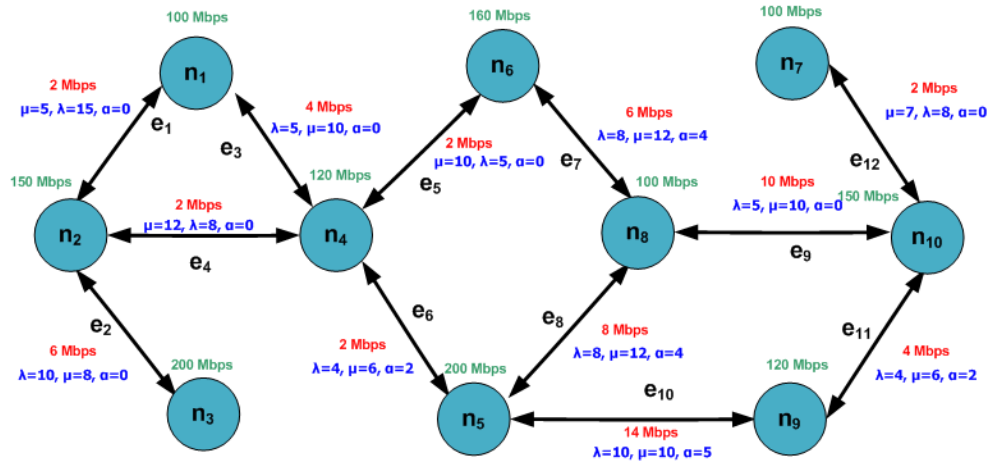 100 Mbps
160 Mbps
100 Mbps
n1
n6
n7
2 Mbps
μ=5, λ=15, α=0
e1
4 Mbps
λ=5, μ=10, α=0
e3
6 Mbps
λ=8, μ=12, α=4
2 Mbps
μ=7, λ=8, α=0
2 Mbps
μ=10, λ=5, α=0
e5
e7
e12
150 Mbps
120 Mbps
100 Mbps
10 Mbps
λ=5, μ=10, α=0
150 Mbps
2 Mbps
μ=12, λ=8, α=0
n2
n4
n8
n10
e4
e9
e2
e6
e8
e11
6 Mbps
λ=10, μ=8, α=0
2 Mbps
λ=4, μ=6, α=2
8 Mbps
λ=8, μ=12, α=4
4 Mbps
λ=4, μ=6, α=2
200 Mbps
200 Mbps
120 Mbps
e10
n3
n5
n9
14 Mbps
λ=10, μ=10, α=5